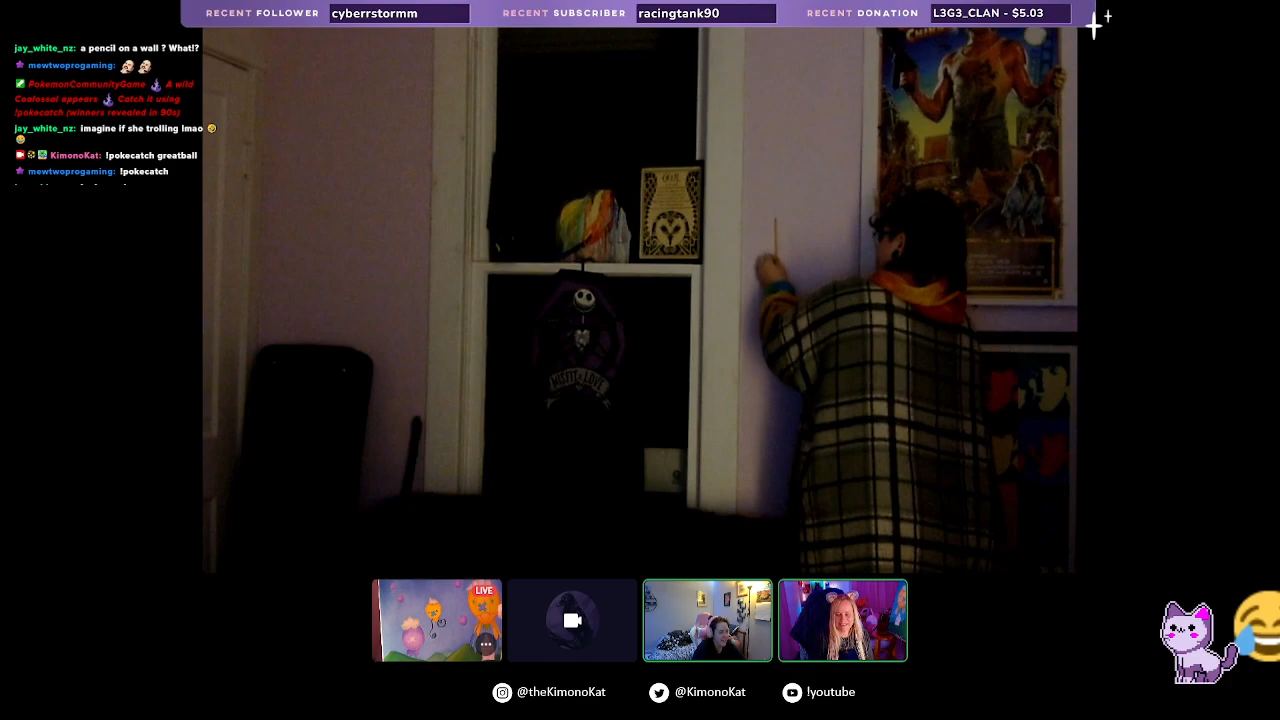 RECENT FOLLOWER cyberrstormm RECENT SUBSCRIBER racingtank90 RECENT DONATION L3G3_CLAN - $5.03
jay_white_nz: a pencil on a wall ? What!?
mewtwoprogaming:
PokemonCommunityGame A wild
Coalossal appears Catch it using
!pokecatch (winners revealed in 90s)
jay_white_nz: imagine if she trolling lmao
KimonoKat: !pokecatch greatball
mewtwoprogaming: !pokecatch
MISFIT LOVE
LIVE
@theKimonoKat @KimonoKat !youtube